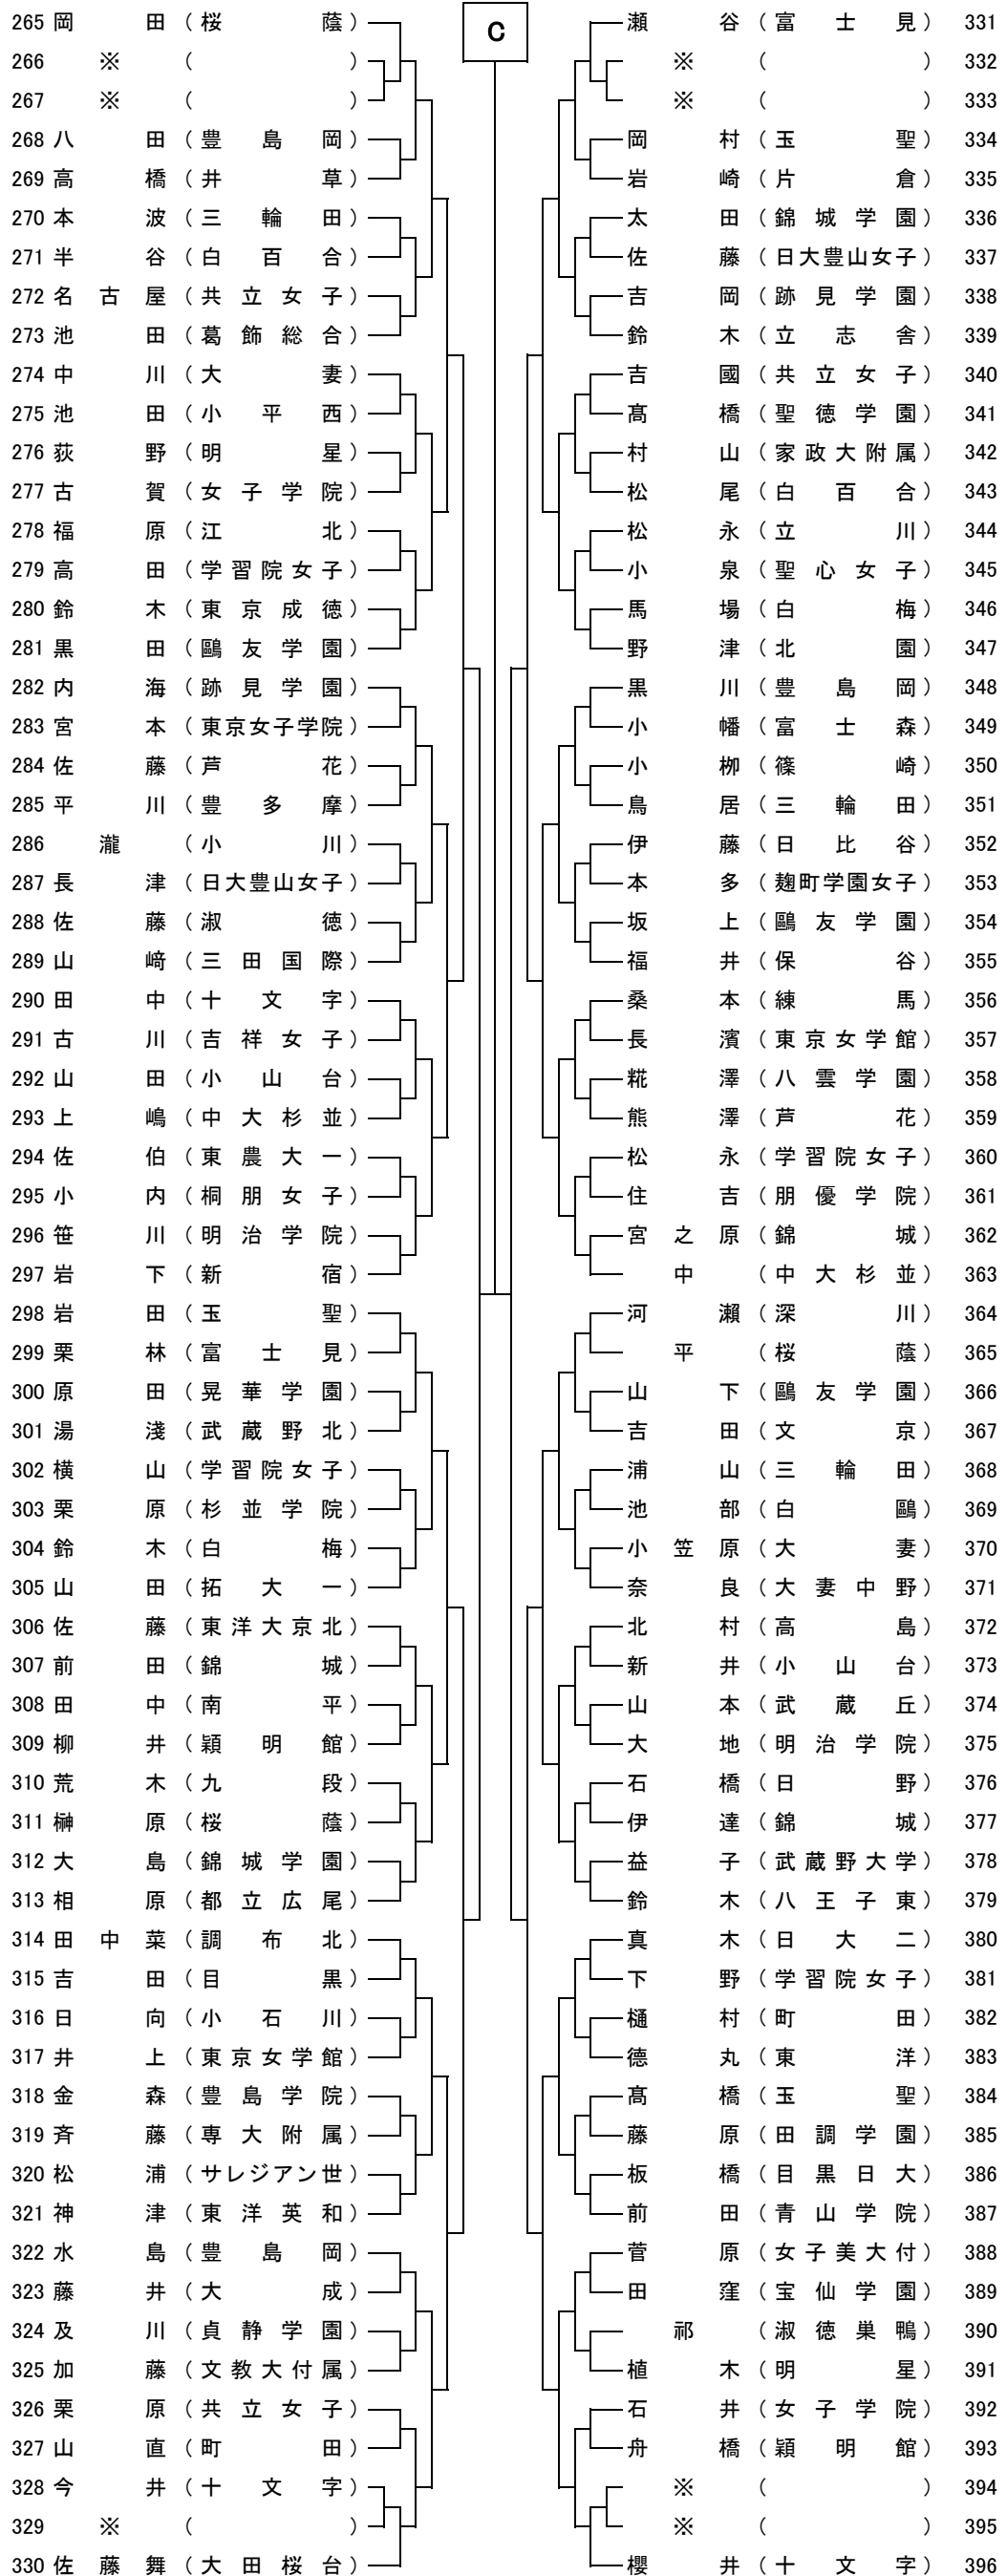 C
265 岡田（桜蔭）
266 ※（　）
267 ※（　）
268 八田（豊島岡）
269 高橋（井草）
270 本波（三輪田）
271 半谷（白百合）
272 名古屋（共立女子）
273 池田（葛飾総合）
274 中川（大妻）
275 池田（小平西）
276 荻野（明星）
277 古賀（女子学院）
278 福原（江北）
279 高田（学習院女子）
280 鈴木（東京成徳）
281 黒田（鷗友学園）
282 内海（跡見学園）
283 宮本（東京女子学院）
284 佐藤（芦花）
285 平川（豊多摩）
286 瀧（小川）
287 長津（日大豊山女子）
288 佐藤（淑徳）
289 山﨑（三田国際）
290 田中（十文字）
291 古川（吉祥女子）
292 山田（小山台）
293 上嶋（中大杉並）
294 佐伯（東農大一）
295 小内（桐朋女子）
296 笹川（明治学院）
297 岩下（新宿）
298 岩田（玉聖）
299 栗林（富士見）
300 原田（晃華学園）
301 湯淺（武蔵野北）
302 横山（学習院女子）
303 栗原（杉並学院）
304 鈴木（白梅）
305 山田（拓大一）
306 佐藤（東洋大京北）
307 前田（錦城）
308 田中（南平）
309 柳井（穎明館）
310 荒木（九段）
311 榊原（桜蔭）
312 大島（錦城学園）
313 相原（都立広尾）
314 田中菜（調布北）
315 吉田（目黒）
316 日向（小石川）
317 井上（東京女学館）
318 金森（豊島学院）
319 斉藤（専大附属）
320 松浦（サレジアン世）
321 神津（東洋英和）
322 水島（豊島岡）
323 藤井（大成）
324 及川（貞静学園）
325 加藤（文教大付属）
326 栗原（共立女子）
327 山直（町田）
328 今井（十文字）
329 ※（　）
330 佐藤舞（大田桜台）
瀬谷（富士見）331
※（　）332
※（　）333
岡村（玉聖）334
岩崎（片倉）335
太田（錦城学園）336
佐藤（日大豊山女子）337
吉岡（跡見学園）338
鈴木（立志舎）339
吉國（共立女子）340
髙橋（聖徳学園）341
村山（家政大附属）342
松尾（白百合）343
松永（立川）344
小泉（聖心女子）345
馬場（白梅）346
野津（北園）347
黒川（豊島岡）348
小幡（富士森）349
小栁（篠崎）350
鳥居（三輪田）351
伊藤（日比谷）352
本多（麹町学園女子）353
坂上（鷗友学園）354
福井（保谷）355
桑本（練馬）356
長濱（東京女学館）357
糀澤（八雲学園）358
熊澤（芦花）359
松永（学習院女子）360
住吉（朋優学院）361
宮之原（錦城）362
中（中大杉並）363
河瀨（深川）364
平（桜蔭）365
山下（鷗友学園）366
吉田（文京）367
浦山（三輪田）368
池部（白鷗）369
小笠原（大妻）370
奈良（大妻中野）371
北村（高島）372
新井（小山台）373
山本（武蔵丘）374
大地（明治学院）375
石橋（日野）376
伊達（錦城）377
益子（武蔵野大学）378
鈴木（八王子東）379
真木（日大二）380
下野（学習院女子）381
樋村（町田）382
德丸（東洋）383
髙橋（玉聖）384
藤原（田調学園）385
板橋（目黒日大）386
前田（青山学院）387
菅原（女子美大付）388
田窪（宝仙学園）389
祁（淑徳巣鴨）390
植木（明星）391
石井（女子学院）392
舟橋（穎明館）393
※（　）394
※（　）395
櫻井（十文字）396